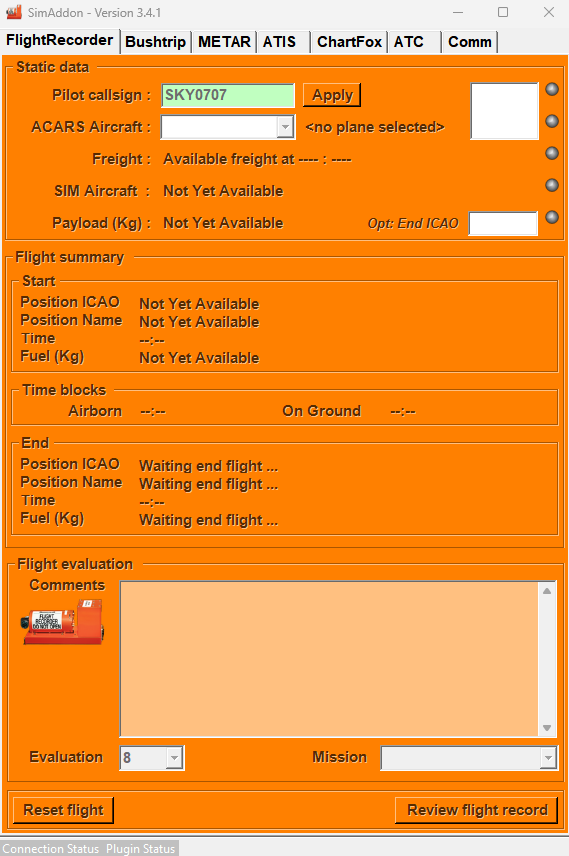 SimAddon - Version 3.4.1
FlightRecorder Bushtrip METAR ATIS ChartFox ATC Comm
Static data
Pilot callsign : SKY0707 Apply
ACARS Aircraft : <no plane selected>
Freight : Available freight at ---- : ----
SIM Aircraft : Not Yet Available
Payload (Kg) : Not Yet Available Opt: End ICAO
Flight summary
Start
Position ICAO Not Yet Available
Position Name Not Yet Available
Time --:--
Fuel (Kg) Not Yet Available
Time blocks
Airborn --:-- On Ground --:--
End
Position ICAO Waiting end flight ...
Position Name Waiting end flight ...
Time --:--
Fuel (Kg) Waiting end flight ...
Flight evaluation
Comments
FLIGHT
RECORDER
DO NOT OPEN
Evaluation 8 Mission
Reset flight Review flight record
Connection Status Plugin Status